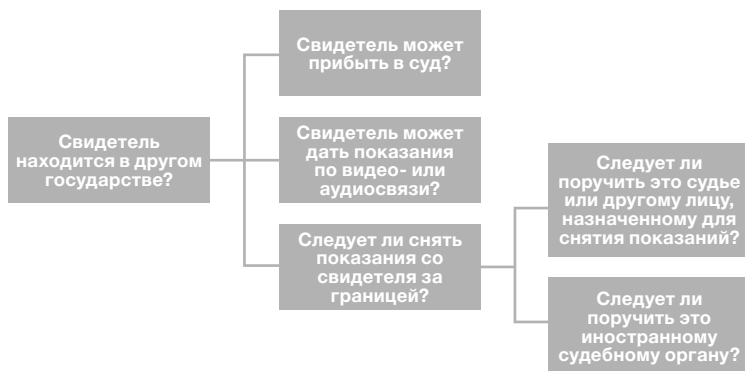 Свидетель
находится в другом
государстве?
Свидетель может
прибыть в суд?
Свидетель может
дать показания
по видео- или
аудиосвязи?
Следует ли снять
показания со
свидетеля за
границей?
Следует ли
поручить это судье
или другому лицу,
назначенному для
снятия показаний?
Следует ли
поручить это
иностранному
судебному органу?